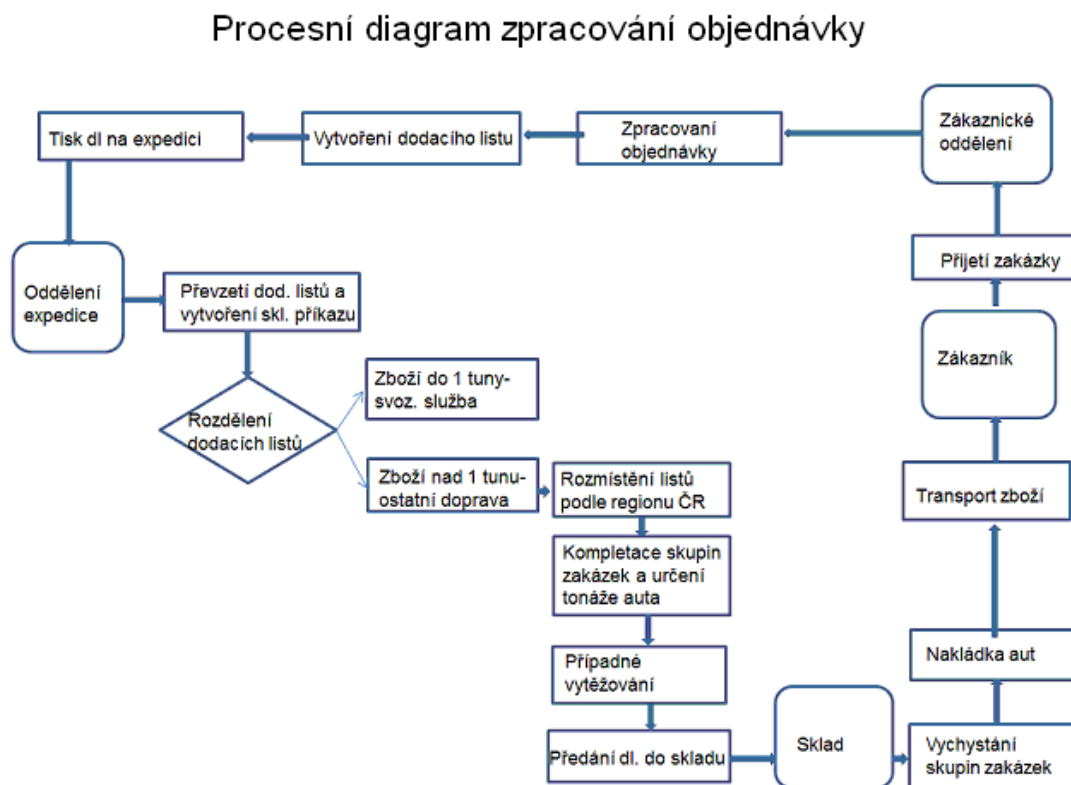 Procesní diagram zpracování objednávky
Tisk dl na expedici
Vytvoření dodacího listu
Zpracovaní
objednávky
Zákaznické
oddělení
Přijetí zakázky
Oddělení
expedice
Převzetí dod. listů a
vytvoření skl. příkazu
Zákazník
Rozdělení
dodacích listů
Zboží do 1 tuny-
svoz. služba
Zboží nad 1 tunu-
ostatní doprava
Rozmístění listů
podle regionu ČR
Transport zboží
Kompletace skupin
zakázek a určení
tonáže auta
Případné
vytěžování
Nakládka aut
Předání dl. do skladu
Sklad
Vychystání
skupin zakázek